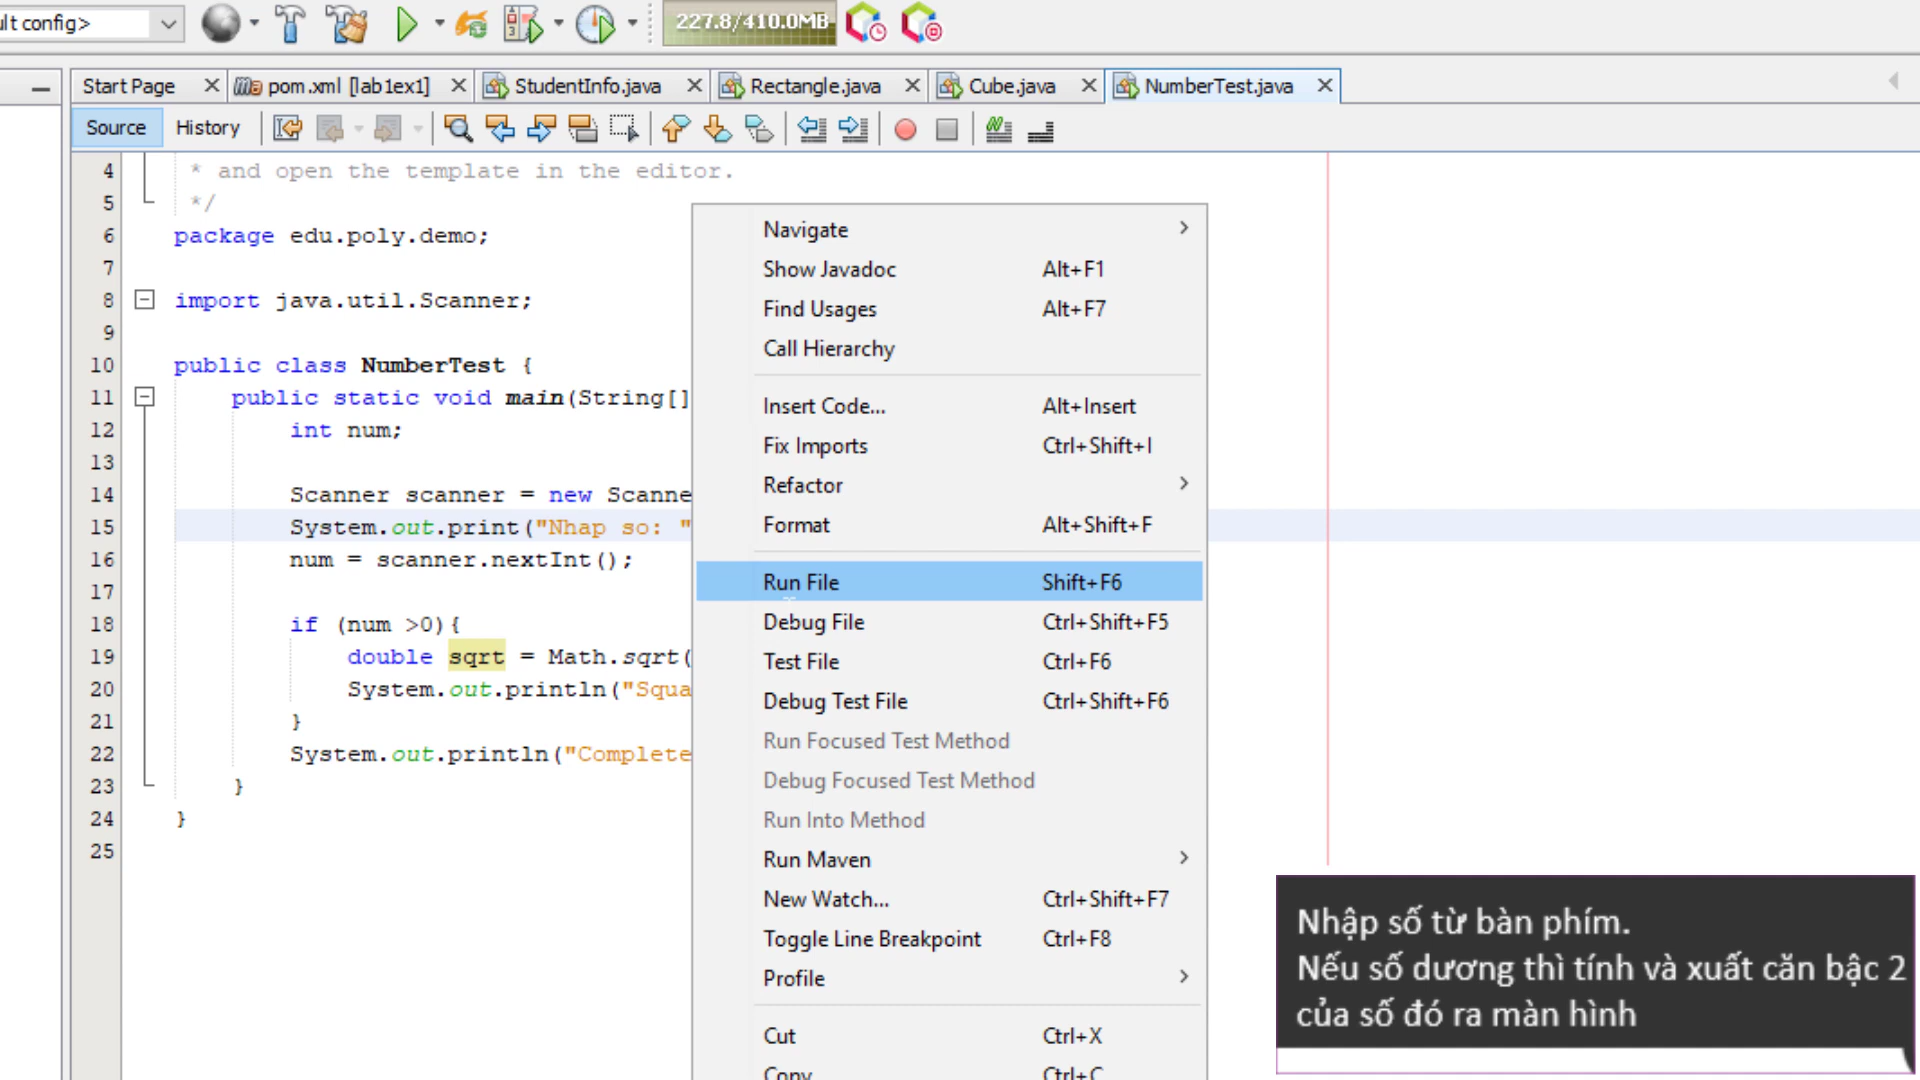 ult config>
227.8/410.0MB
Start Page
pom.xml [lab1ex1]
StudentInfo.java
Rectangle.java
Cube.java
NumberTest.java
Source
History
4 * and open the template in the editor.
5 */
6 package edu.poly.demo;
7
8 import java.util.Scanner;
9
10 public class NumberTest {
11 public static void main(String[]
12 int num;
13
14 Scanner scanner = new Scanne
15 System.out.print("Nhap so: "
16 num = scanner.nextInt();
17
18 if (num >0){
19 double sqrt = Math.sqrt(
20 System.out.println("Squa
21 }
22 System.out.println("Complete
23 }
24 }
25
Navigate
Show Javadoc Alt+F1
Find Usages Alt+F7
Call Hierarchy
Insert Code... Alt+Insert
Fix Imports Ctrl+Shift+I
Refactor
Format Alt+Shift+F
Run File Shift+F6
Debug File Ctrl+Shift+F5
Test File Ctrl+F6
Debug Test File Ctrl+Shift+F6
Run Focused Test Method
Debug Focused Test Method
Run Into Method
Run Maven
New Watch... Ctrl+Shift+F7
Toggle Line Breakpoint Ctrl+F8
Profile
Cut Ctrl+X
Copy Ctrl+C
Nhập số từ bàn phím.
Nếu số dương thì tính và xuất căn bậc 2
của số đó ra màn hình